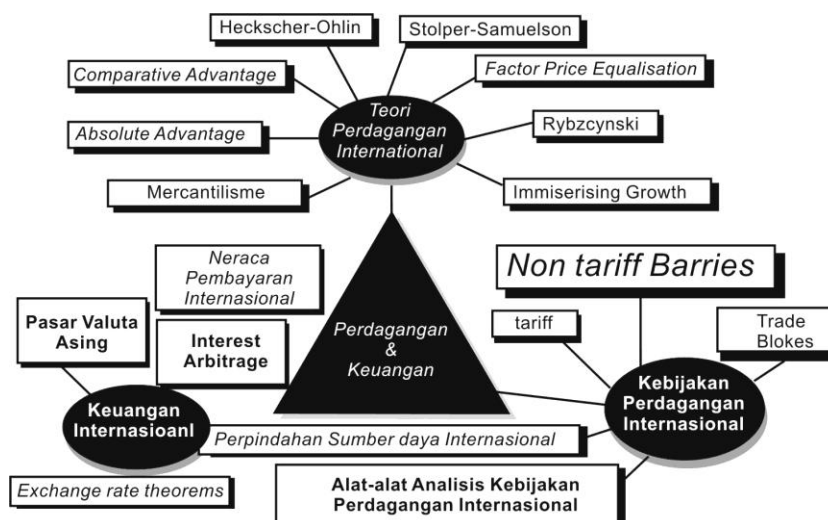 Heckscher-Ohlin
Stolper-Samuelson
Comparative Advantage
Factor Price Equalisation
Teori
Perdagangan
International
Absolute Advantage
Rybzcynski
Mercantilisme
Immiserising Growth
Neraca
Pembayaran
Internasional
Non tariff Barries
Pasar Valuta
Asing
Interest
Arbitrage
Perdagangan
&
Keuangan
tariff
Trade
Blokes
Keuangan
Internasioanl
Kebijakan
Perdagangan
Internasional
Perpindahan Sumber daya Internasional
Exchange rate theorems
Alat-alat Analisis Kebijakan
Perdagangan Internasional